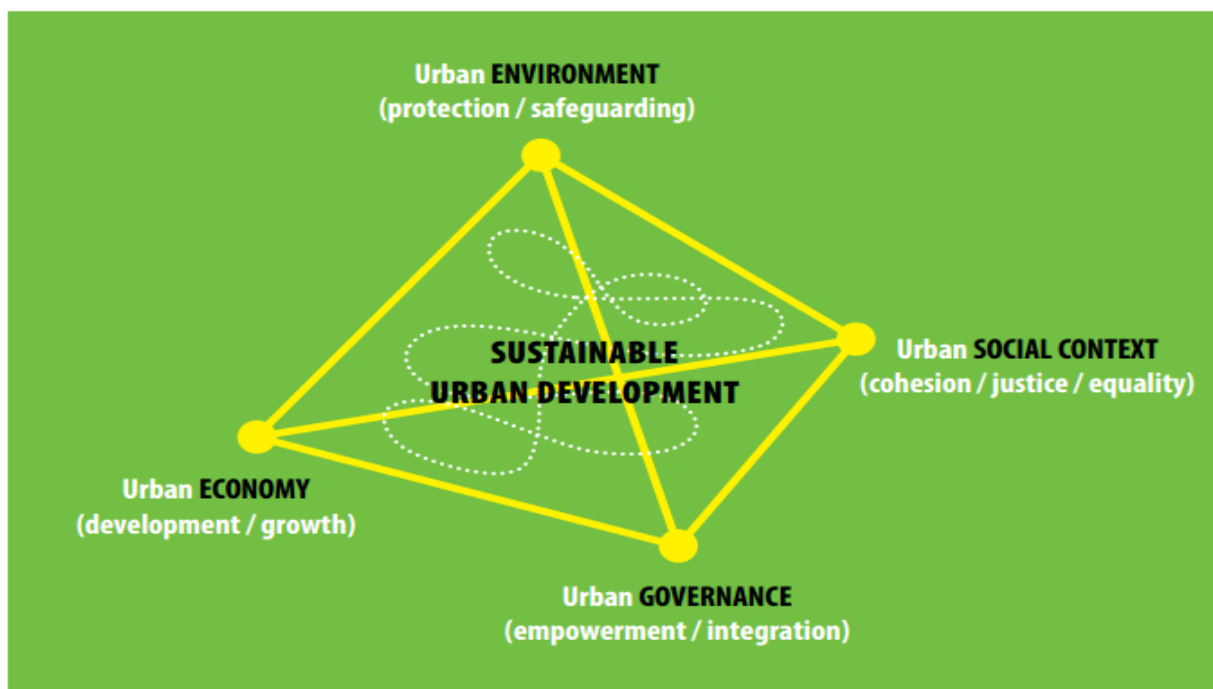 Urban ENVIRONMENT
(protection / safeguarding)
SUSTAINABLE
URBAN DEVELOPMENT
Urban SOCIAL CONTEXT
(cohesion / justice / equality)
Urban ECONOMY
(development / growth)
Urban GOVERNANCE
(empowerment / integration)